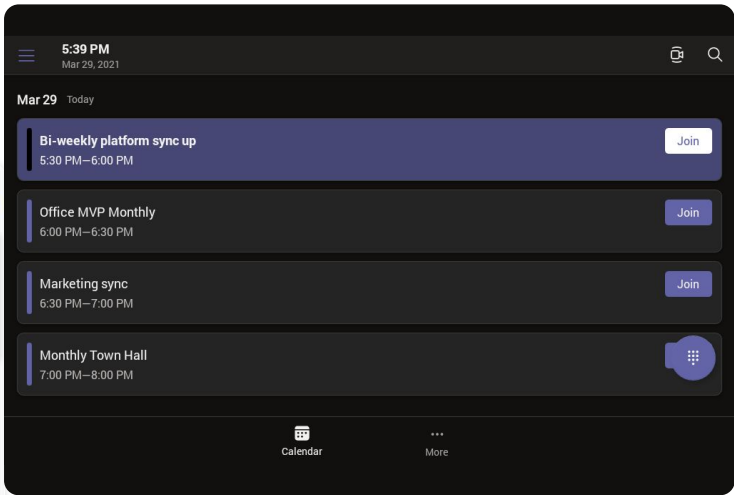 5:39 PM
Mar 29, 2021
Mar 29 Today
Bi-weekly platform sync up
Join
5:30 PM—6:00 PM
Office MVP Monthly
Join
6:00 PM—6:30 PM
Marketing sync
Join
6:30 PM—7:00 PM
Monthly Town Hall
7:00 PM—8:00 PM
Calendar
More